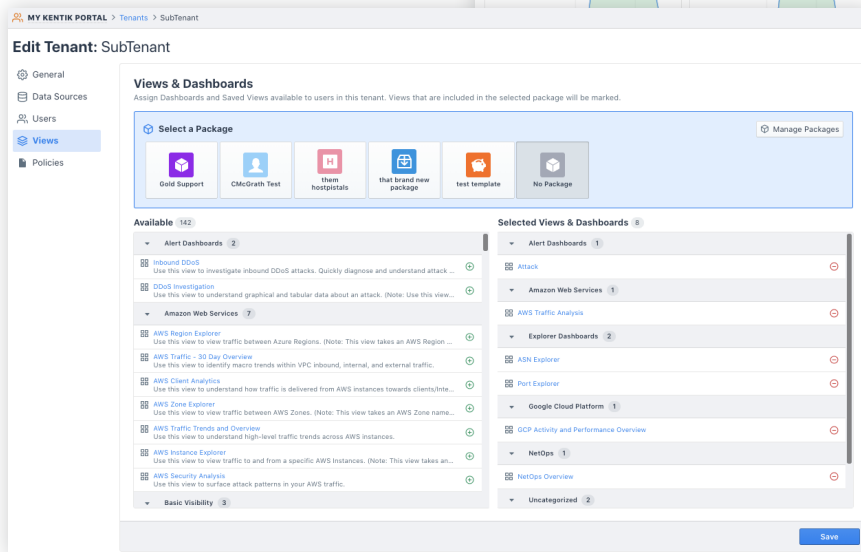 MY KENTIK PORTAL > Tenants > SubTenant
Edit Tenant: SubTenant
General
Data Sources
Users
Views
Policies
Views & Dashboards
Assign Dashboards and Saved Views available to users in this tenant. Views that are included in the selected package will be marked.
Select a Package
Manage Packages
Gold Support
CMcGrath Test
H
them
hostpistals
that brand new
package
test template
No Package
Available 142
Alert Dashboards 2
Inbound DDoS
Use this view to investigate inbound DDoS attacks. Quickly diagnose and understand attack ...
DDoS Investigation
Use this view to understand graphical and tabular data about an attack. (Note: Use this view...
Amazon Web Services 7
AWS Region Explorer
Use this view to view traffic between Azure Regions. (Note: This view takes an AWS Region ...
AWS Traffic - 30 Day Overview
Use this view to identify macro trends within VPC inbound, internal, and external traffic.
AWS Client Analytics
Use this view to understand how traffic is delivered from AWS instances towards clients/Inte...
AWS Zone Explorer
Use this view to view traffic between AWS Zones. (Note: This view takes an AWS Zone name...
AWS Traffic Trends and Overview
Use this view to understand high-level traffic trends across AWS instances.
AWS Instance Explorer
Use this view to view traffic to and from a specific AWS Instances. (Note: This view takes an...
AWS Security Analysis
Use this view to surface attack patterns in your AWS traffic.
Basic Visibility 3
Selected Views & Dashboards 8
Alert Dashboards 1
Attack
Amazon Web Services 1
AWS Traffic Analysis
Explorer Dashboards 2
ASN Explorer
Port Explorer
Google Cloud Platform 1
GCP Activity and Performance Overview
NetOps 1
NetOps Overview
Uncategorized 2
Save